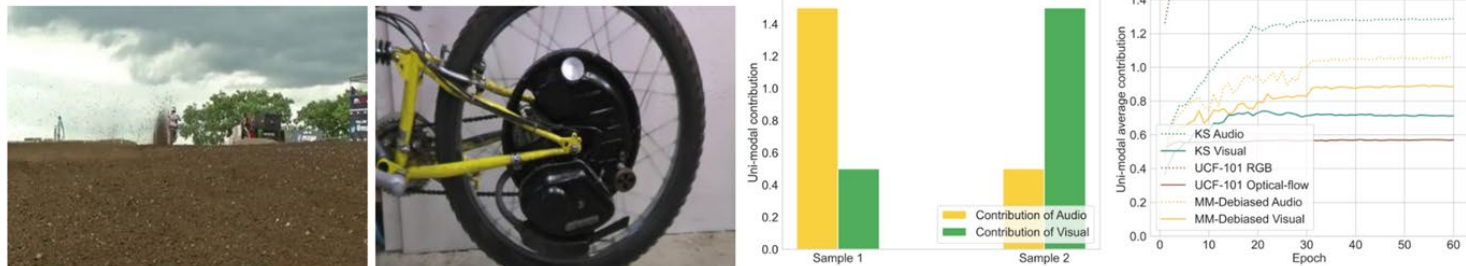 Uni-modal contribution
1.4
1.2
1.0
0.8
0.6
0.4
0.2
0.0
Sample 1
Sample 2
Contribution of Audio
Contribution of Visual
Uni-modal average contribution
1.4
1.2
1.0
0.8
0.6
0.4
0.2
0.0
0
10
20
30
40
50
60
Epoch
KS Audio
KS Visual
UCF-101 RGB
UCF-101 Optical-flow
MM-Debiased Audio
MM-Debiased Visual